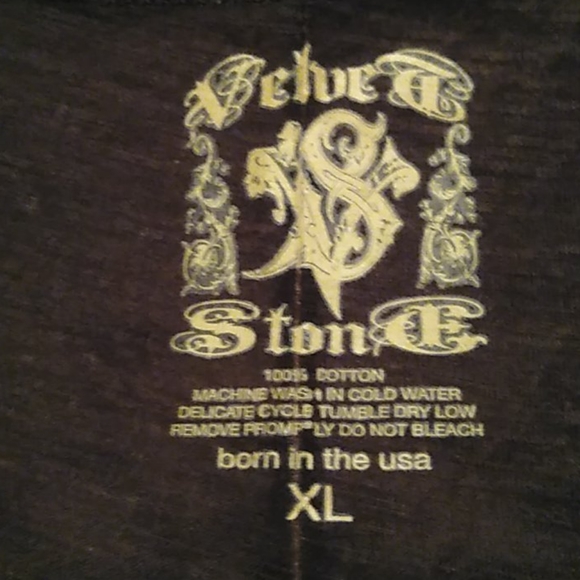 Velvet
VS
Stone
100% COTTON
MACHINE WASH IN COLD WATER
DELICATE CYCLE TUMBLE DRY LOW
REMOVE PROMPTLY DO NOT BLEACH
born in the usa
XL